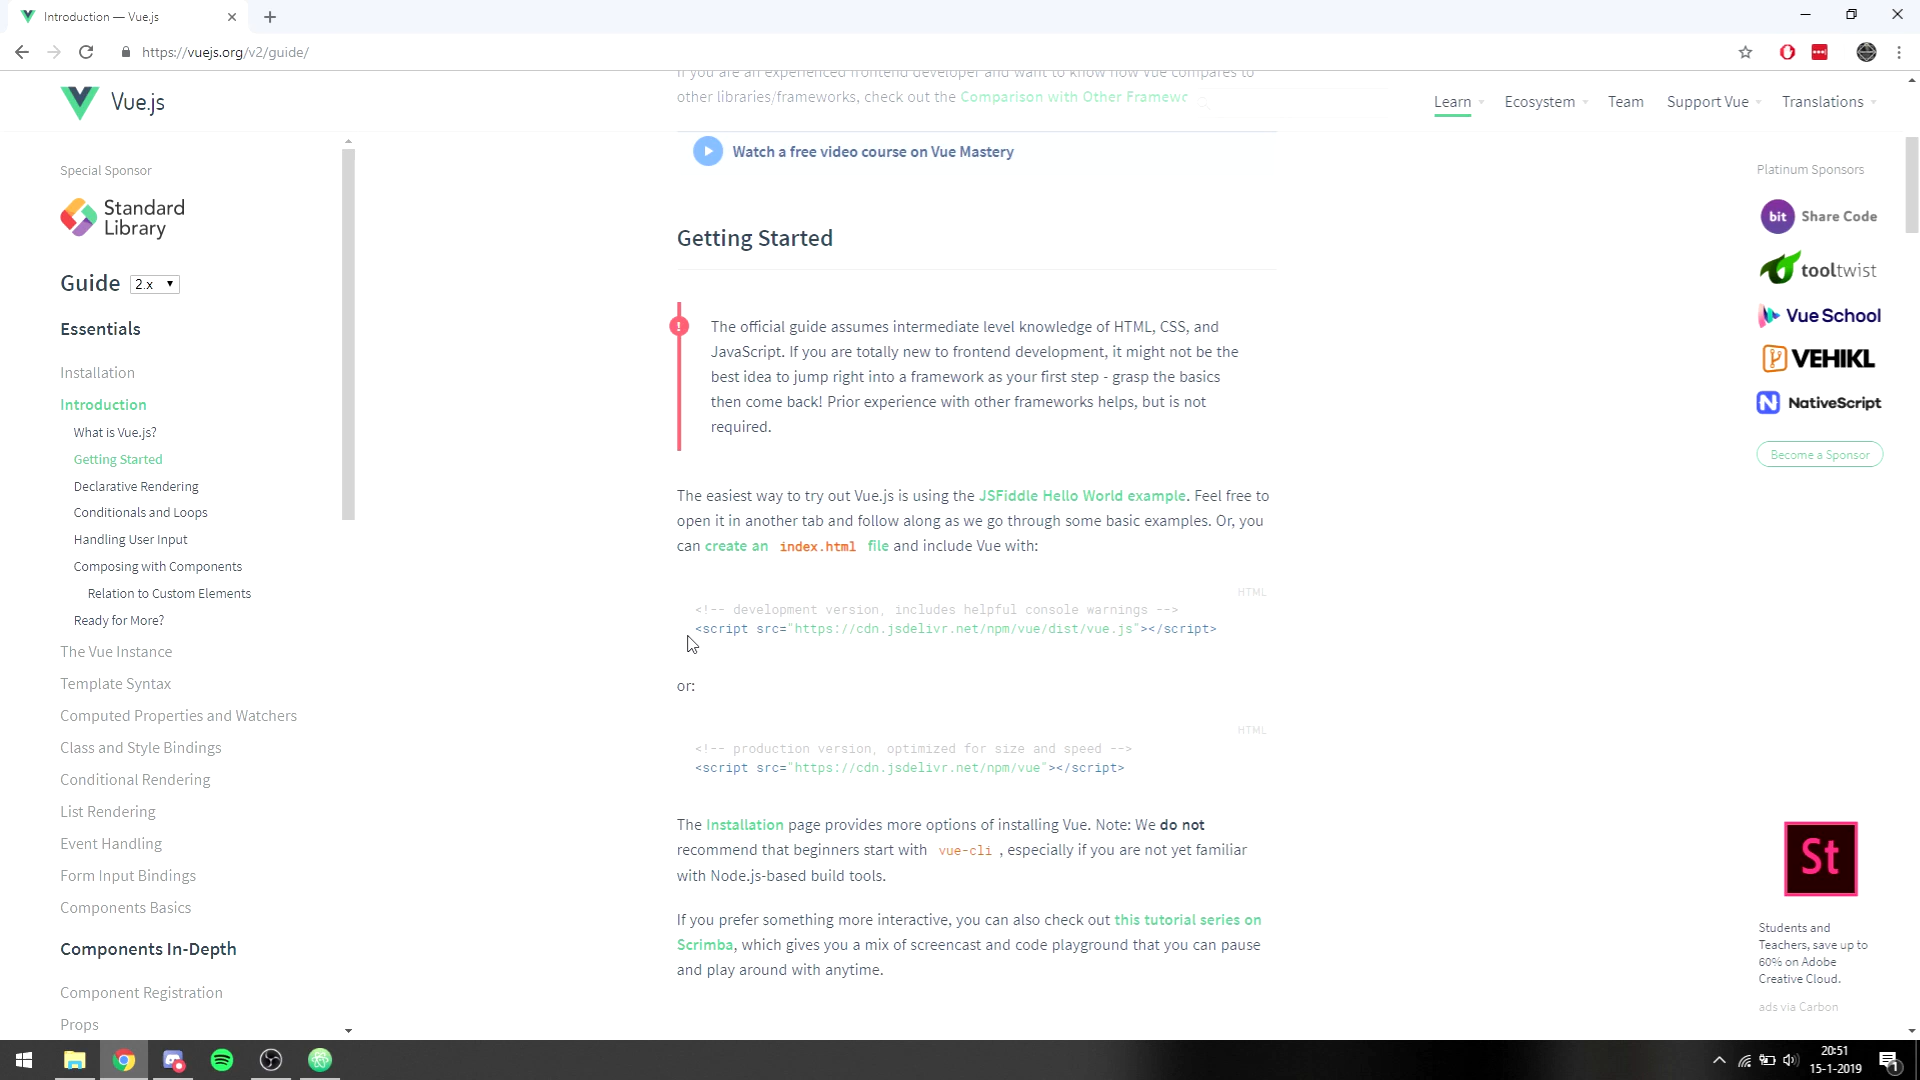 Introduction — Vue.js
https://vuejs.org/v2/guide/
Vue.js
Learn
Ecosystem
Team
Support Vue
Translations
Special Sponsor
Standard
Library
Guide 2.x
Essentials
Installation
Introduction
What is Vue.js?
Getting Started
Declarative Rendering
Conditionals and Loops
Handling User Input
Composing with Components
Relation to Custom Elements
Ready for More?
The Vue Instance
Template Syntax
Computed Properties and Watchers
Class and Style Bindings
Conditional Rendering
List Rendering
Event Handling
Form Input Bindings
Components Basics
Components In-Depth
Component Registration
Props
If you are an experienced frontend developer and want to know how Vue compares to
other libraries/frameworks, check out the Comparison with Other Framewo
Watch a free video course on Vue Mastery
Getting Started
!
The official guide assumes intermediate level knowledge of HTML, CSS, and
JavaScript. If you are totally new to frontend development, it might not be the
best idea to jump right into a framework as your first step - grasp the basics
then come back! Prior experience with other frameworks helps, but is not
required.
The easiest way to try out Vue.js is using the JSFiddle Hello World example. Feel free to
open it in another tab and follow along as we go through some basic examples. Or, you
can create an index.html file and include Vue with:
HTML
<!-- development version, includes helpful console warnings -->
<script src="https://cdn.jsdelivr.net/npm/vue/dist/vue.js"></script>
or:
HTML
<!-- production version, optimized for size and speed -->
<script src="https://cdn.jsdelivr.net/npm/vue"></script>
The Installation page provides more options of installing Vue. Note: We do not
recommend that beginners start with vue-cli , especially if you are not yet familiar
with Node.js-based build tools.
If you prefer something more interactive, you can also check out this tutorial series on
Scrimba, which gives you a mix of screencast and code playground that you can pause
and play around with anytime.
Platinum Sponsors
bit Share Code
tooltwist
Vue School
VEHIKL
N NativeScript
Become a Sponsor
St
Students and
Teachers, save up to
60% on Adobe
Creative Cloud.
ads via Carbon
20:51
15-1-2019
1